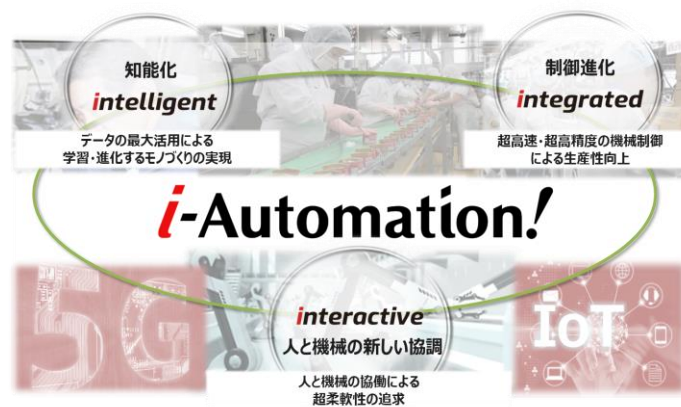 知能化
intelligent
データの最大活用による
学習・進化するモノづくりの実現
制御進化
integrated
超高速・超高精度の機械制御
による生産性向上
i-Automation!
5G
interactive
人と機械の新しい協調
人と機械の協働による
超柔軟性の追求
IoT